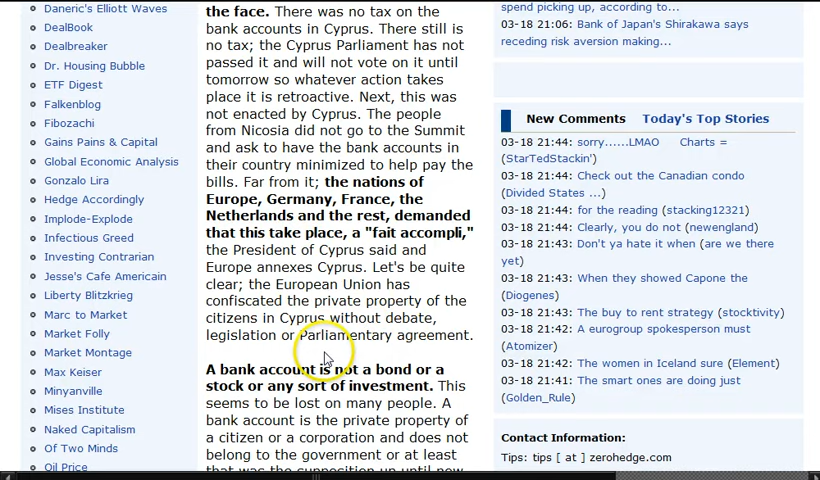 Daneric's Elliott Waves
DealBook
Dealbreaker
Dr. Housing Bubble
ETF Digest
Falkenblog
Fibozachi
Gains Pains & Capital
Global Economic Analysis
Gonzalo Lira
Hedge Accordingly
Implode-Explode
Infectious Greed
Investing Contrarian
Jesse's Cafe Americain
Liberty Blitzkrieg
Marc to Market
Market Folly
Market Montage
Max Keiser
Minyanville
Mises Institute
Naked Capitalism
Of Two Minds
Oil Price
the face. There was no tax on the
bank accounts in Cyprus. There still is
no tax; the Cyprus Parliament has not
passed it and will not vote on it until
tomorrow so whatever action takes
place it is retroactive. Next, this was
not enacted by Cyprus. The people
from Nicosia did not go to the Summit
and ask to have the bank accounts in
their country minimized to help pay the
bills. Far from it; the nations of
Europe, Germany, France, the
Netherlands and the rest, demanded
that this take place, a "fait accompli,"
the President of Cyprus said and
Europe annexes Cyprus. Let's be quite
clear; the European Union has
confiscated the private property of the
citizens in Cyprus without debate,
legislation or Parliamentary agreement.
A bank account is not a bond or a
stock or any sort of investment. This
seems to be lost on many people. A
bank account is the private property of
a citizen or a corporation and does not
belong to the government or at least
that was the supposition up until now
spend picking up, according to...
03-18 21:06: Bank of Japan's Shirakawa says
receding risk aversion making...
New Comments Today's Top Stories
03-18 21:44: sorry......LMAO Charts =
(StarTedStackin')
03-18 21:44: Check out the Canadian condo
(Divided States ...)
03-18 21:44: for the reading (stacking12321)
03-18 21:44: Clearly, you do not (newengland)
03-18 21:43: Don't ya hate it when (are we there
yet)
03-18 21:43: When they showed Capone the
(Diogenes)
03-18 21:43: The buy to rent strategy (stocktivity)
03-18 21:42: A eurogroup spokesperson must
(Atomizer)
03-18 21:42: The women in Iceland sure (Element)
03-18 21:41: The smart ones are doing just
(Golden_Rule)
Contact Information:
Tips: tips [ at ] zerohedge.com